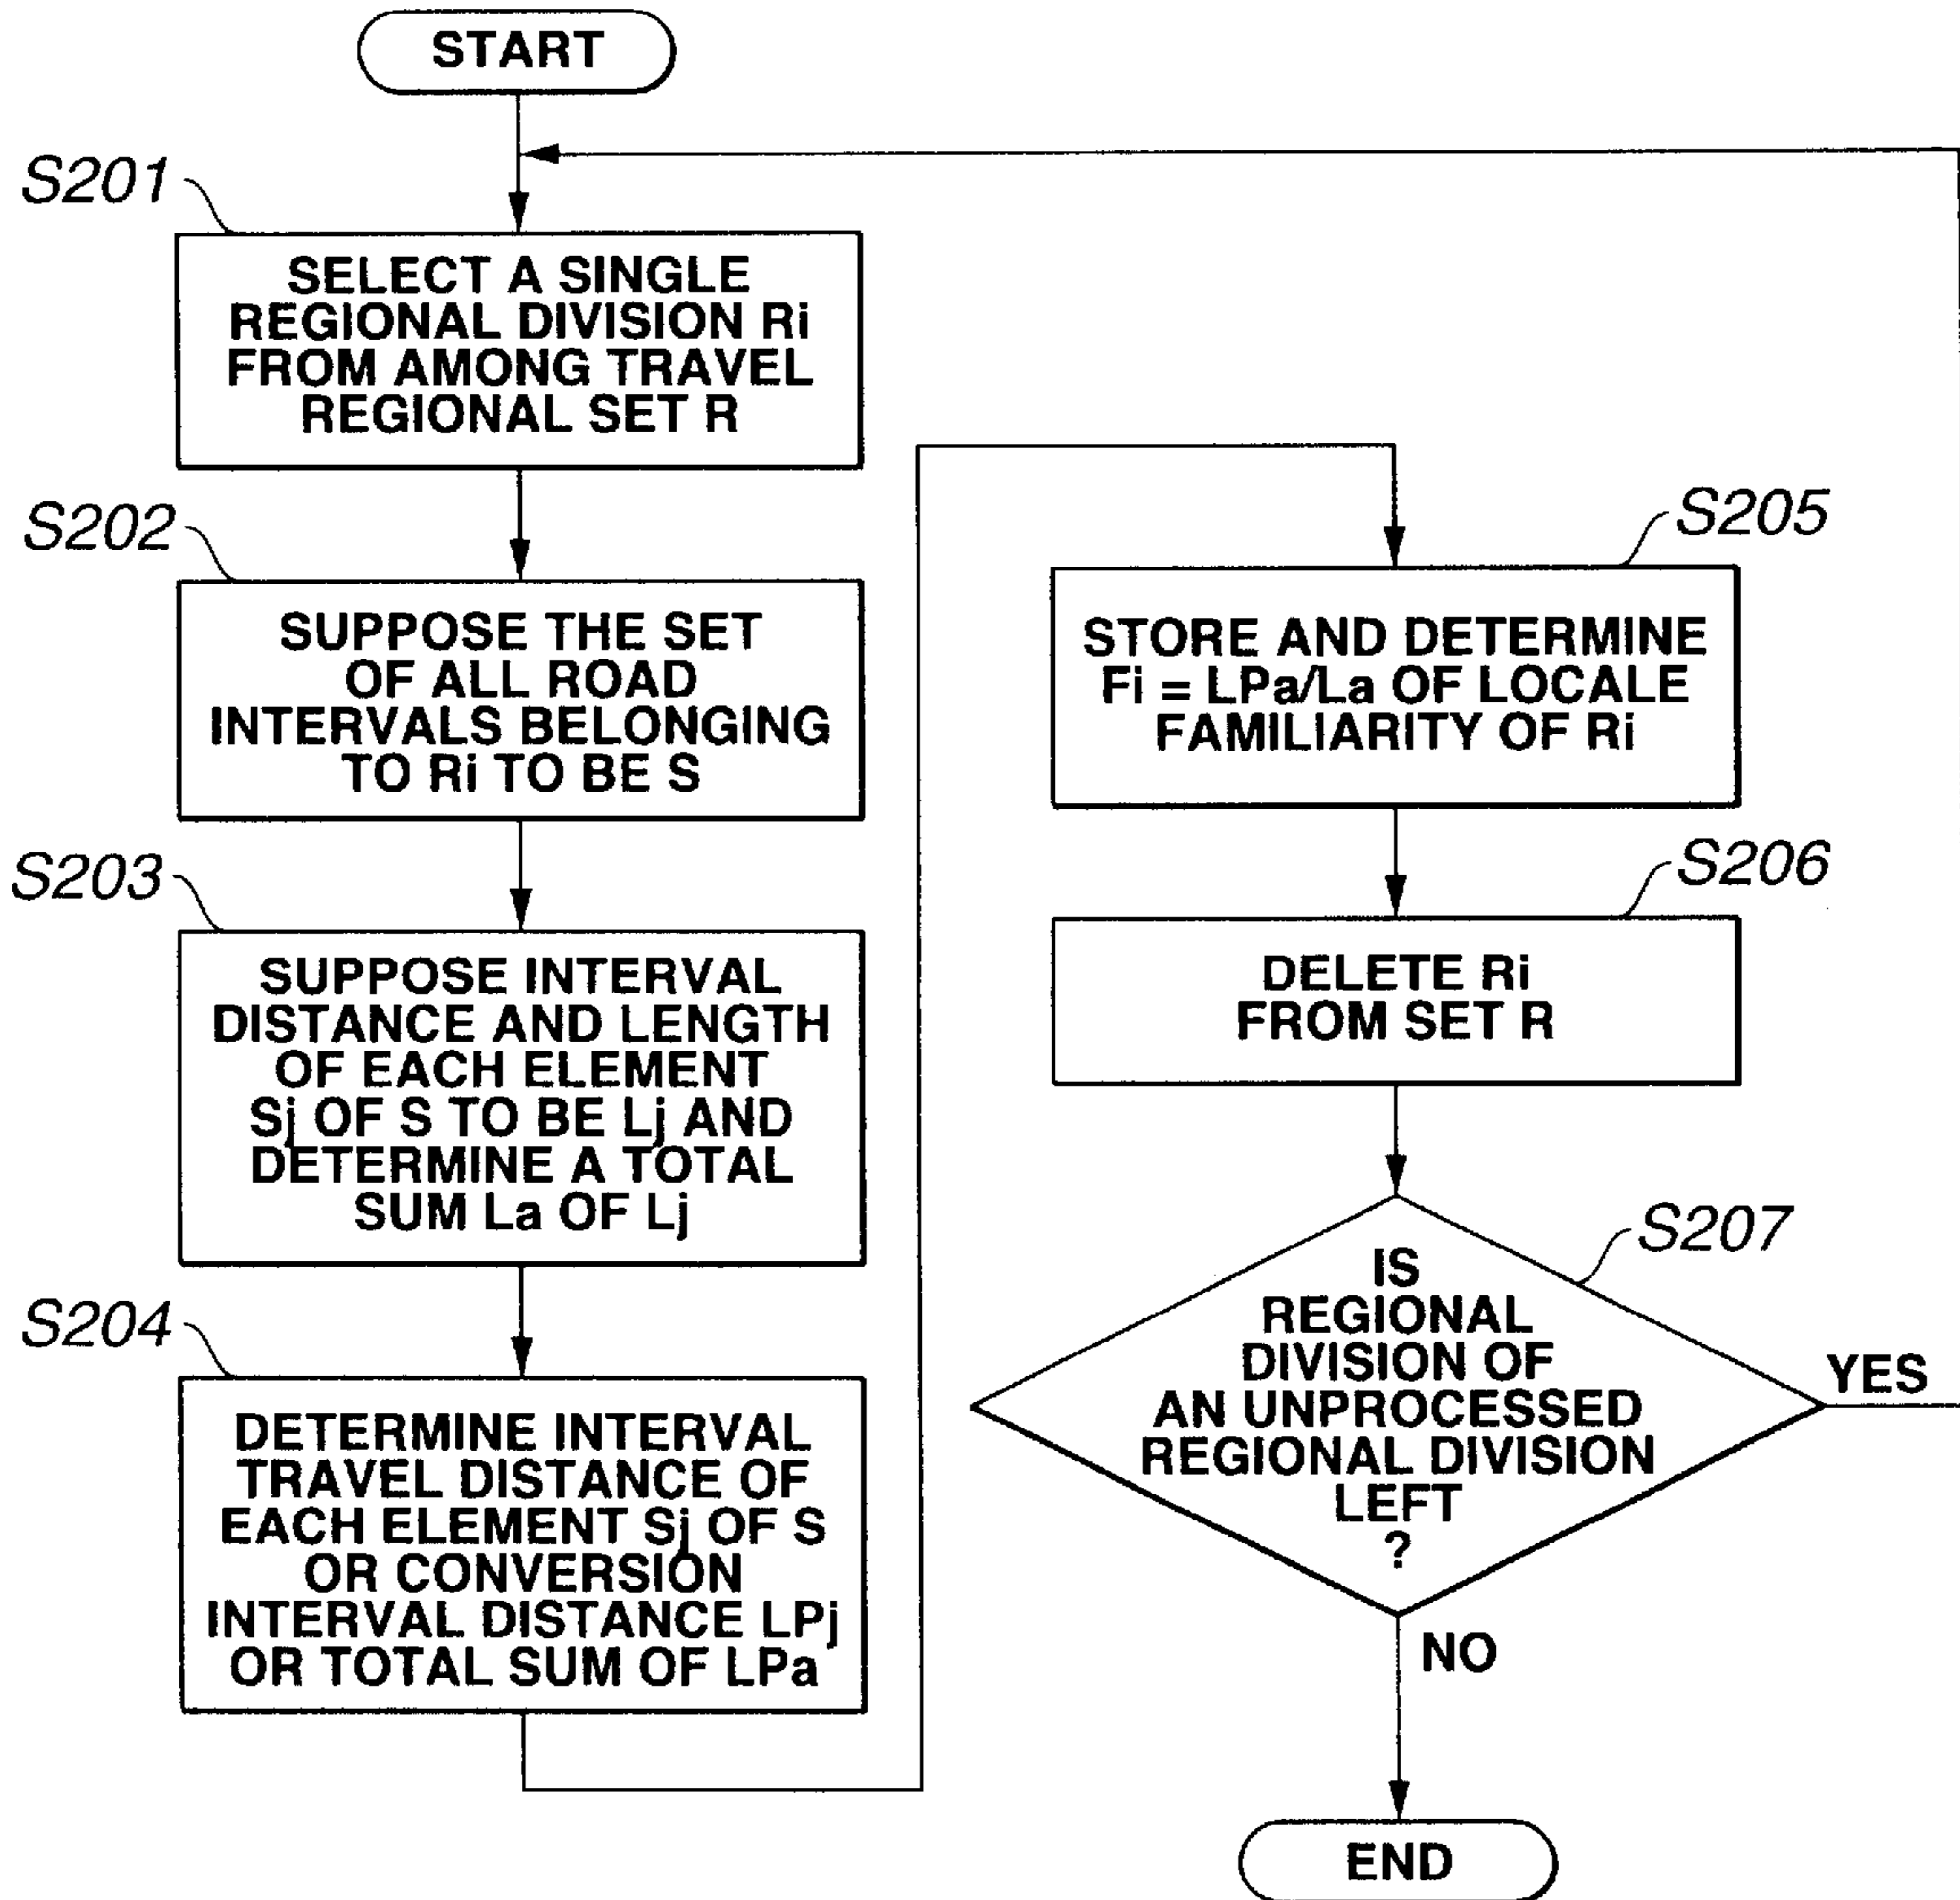 START
S201
SELECT A SINGLE
REGIONAL DIVISION Ri
FROM AMONG TRAVEL
REGIONAL SET R
S202
SUPPOSE THE SET
OF ALL ROAD
INTERVALS BELONGING
TO Ri TO BE S
S203
SUPPOSE INTERVAL
DISTANCE AND LENGTH
OF EACH ELEMENT
Sj OF S TO BE Lj AND
DETERMINE A TOTAL
SUM La OF Lj
S204
DETERMINE INTERVAL
TRAVEL DISTANCE OF
EACH ELEMENT Sj OF S
OR CONVERSION
INTERVAL DISTANCE LPj
OR TOTAL SUM OF LPa
S205
STORE AND DETERMINE
Fi = LPa/La OF LOCALE
FAMILIARITY OF Ri
S206
DELETE Ri
FROM SET R
S207
IS
REGIONAL
DIVISION OF
AN UNPROCESSED
REGIONAL DIVISION
LEFT
?
YES
NO
END